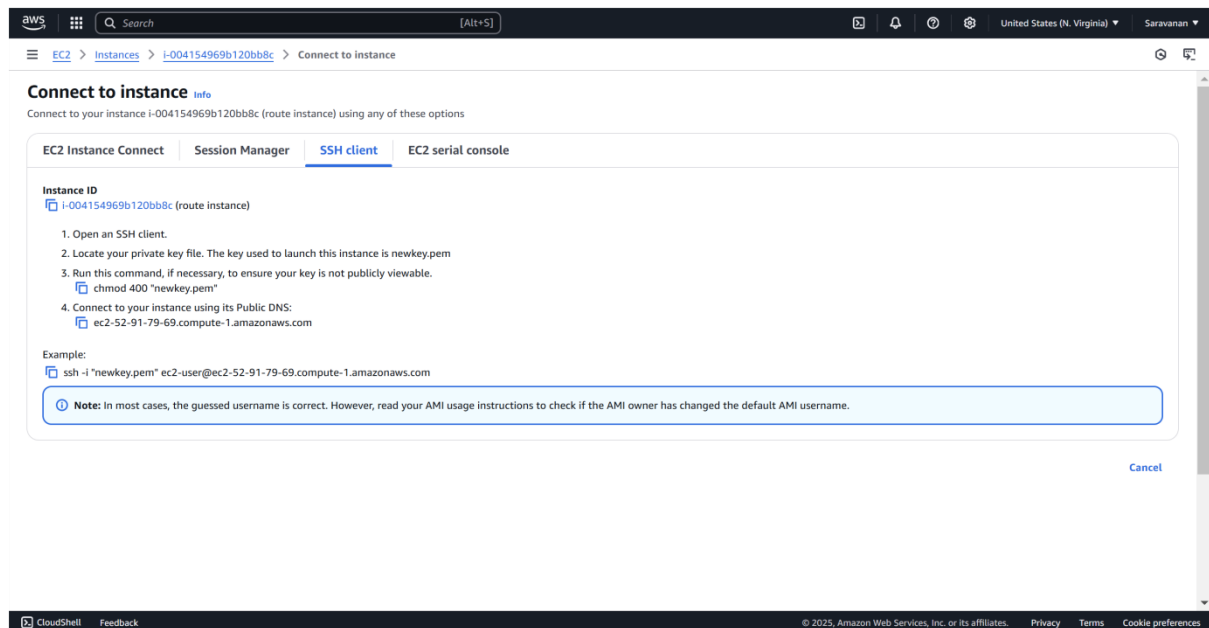 aws
Search [Alt+S]
United States (N. Virginia) ▼ Saravanan ▼
EC2 > Instances > i-004154969b120bb8c > Connect to instance
Connect to instance Info
Connect to your instance i-004154969b120bb8c (route instance) using any of these options
EC2 Instance Connect Session Manager SSH client EC2 serial console
Instance ID
i-004154969b120bb8c (route instance)
1. Open an SSH client.
2. Locate your private key file. The key used to launch this instance is newkey.pem
3. Run this command, if necessary, to ensure your key is not publicly viewable.
chmod 400 "newkey.pem"
4. Connect to your instance using its Public DNS:
ec2-52-91-79-69.compute-1.amazonaws.com
Example:
ssh -i "newkey.pem" ec2-user@ec2-52-91-79-69.compute-1.amazonaws.com
Note: In most cases, the guessed username is correct. However, read your AMI usage instructions to check if the AMI owner has changed the default AMI username.
Cancel
CloudShell Feedback © 2025, Amazon Web Services, Inc. or its affiliates. Privacy Terms Cookie preferences